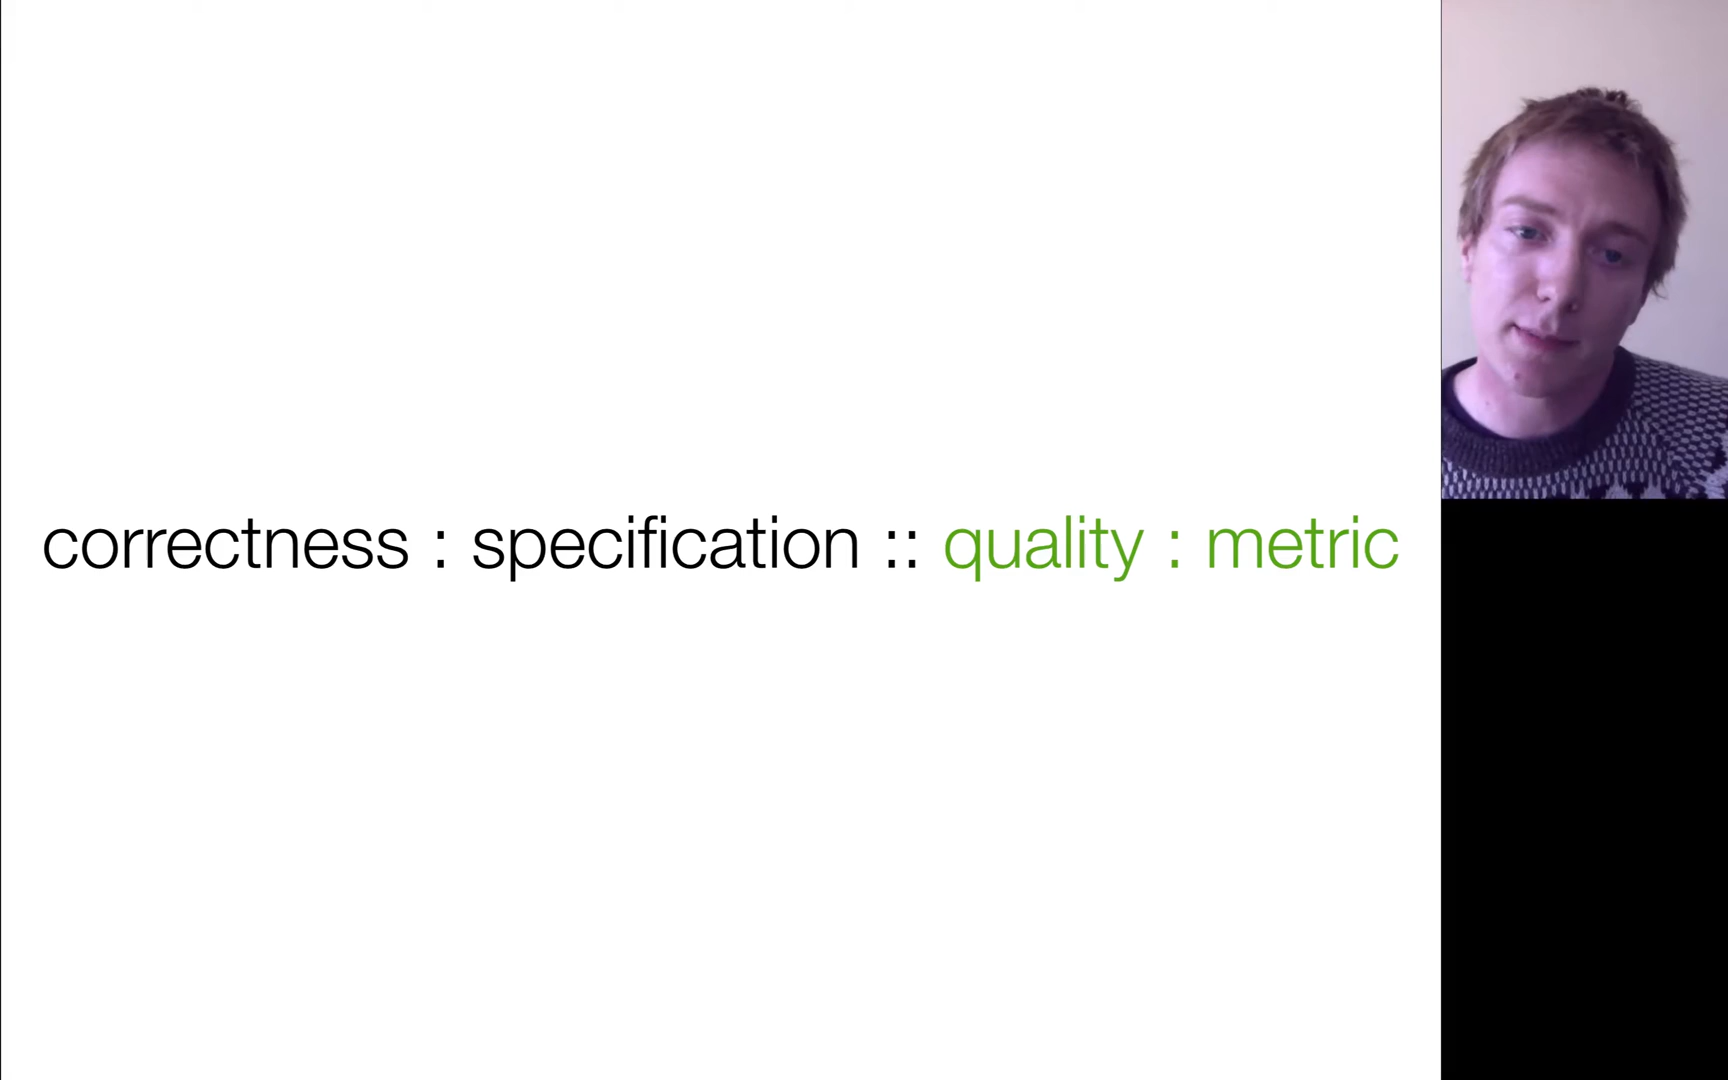 correctness : specification :: quality : metric